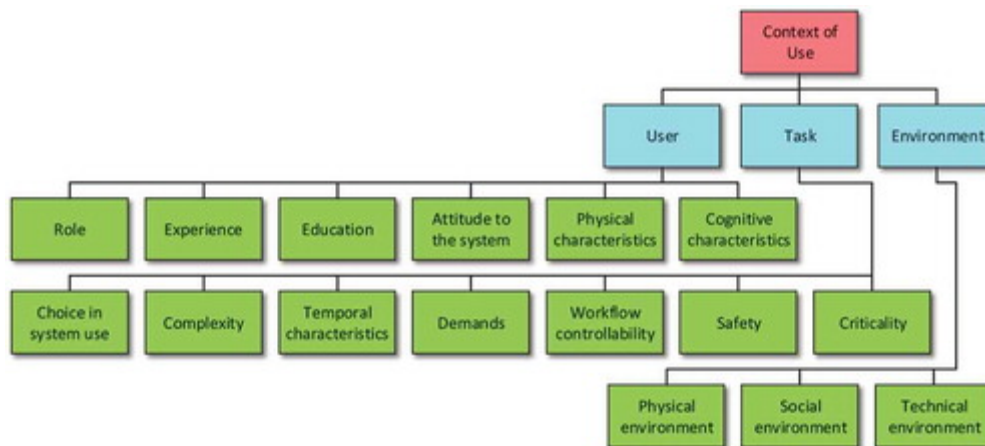 Context of
Use
User
Task
Environment
Role
Experience
Education
Attitude to
the system
Physical
characteristics
Cognitive
characteristics
Choice in
system use
Complexity
Temporal
characteristics
Demands
Workflow
controllability
Safety
Criticality
Physical
environment
Social
environment
Technical
environment